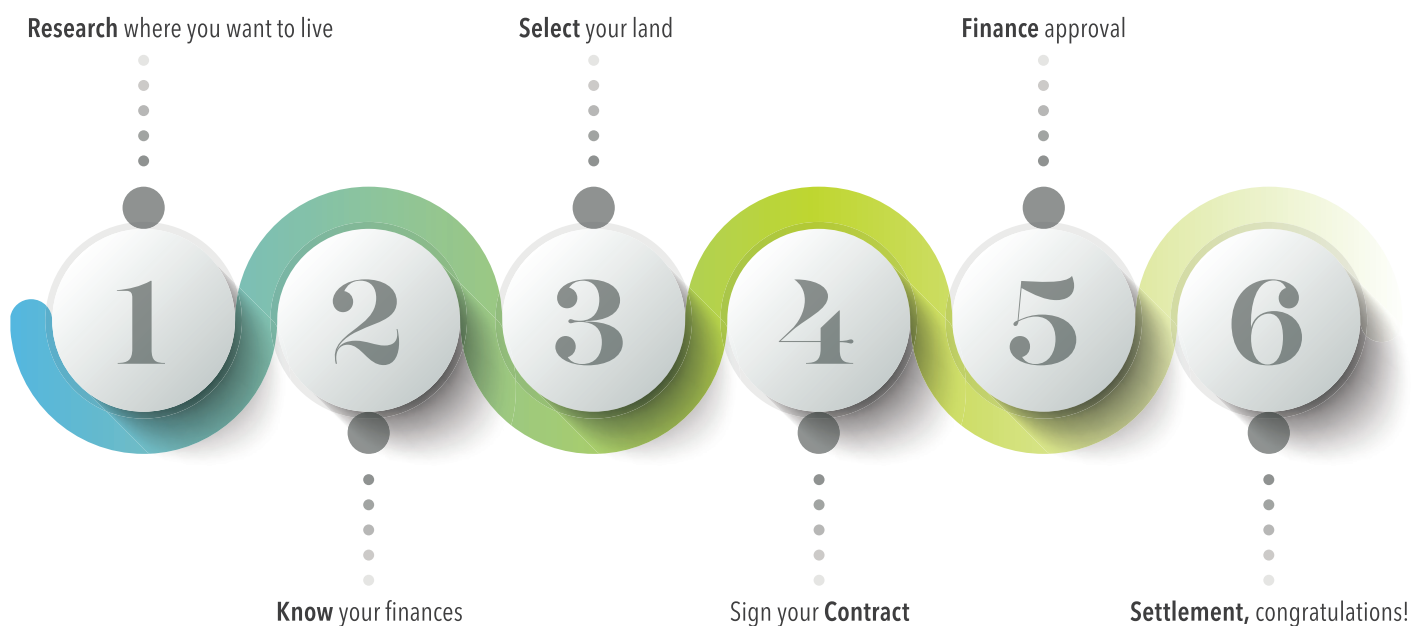 Research where you want to live
Select your land
Finance approval
1
2
3
4
5
6
Know your finances
Sign your Contract
Settlement, congratulations!